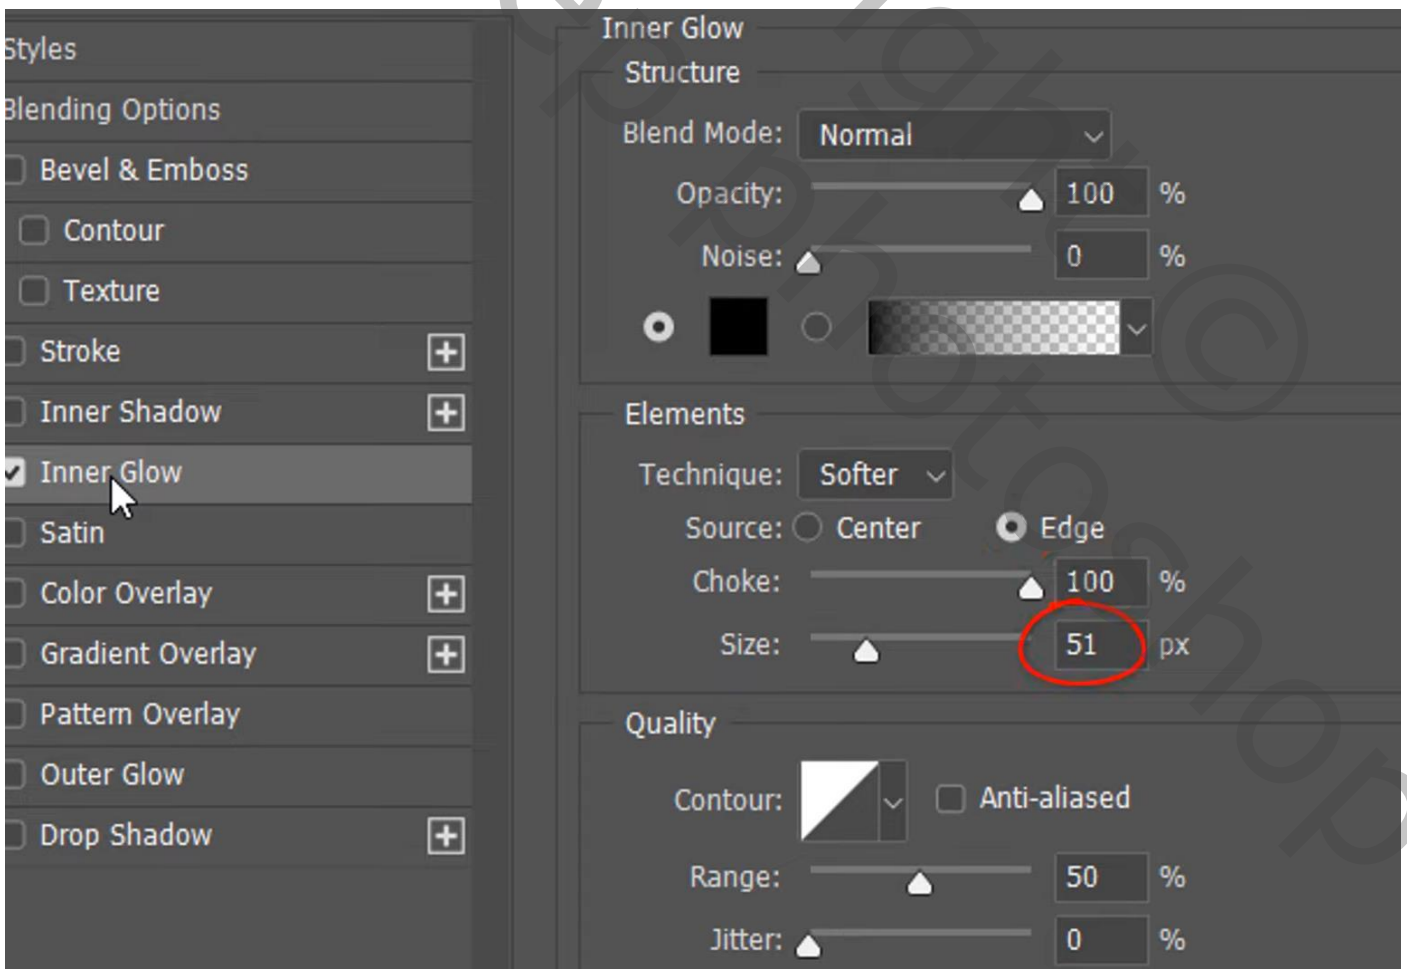 Styles
Blending Options
Bevel & Emboss
Contour
Texture
Stroke
Inner Shadow
Inner Glow
Satin
Color Overlay
Gradient Overlay
Pattern Overlay
Outer Glow
Drop Shadow
Inner Glow
Structure
Blend Mode: Normal
Opacity: 100 %
Noise: 0 %
Elements
Technique: Softer
Source: Center Edge
Choke: 100 %
Size: 51 px
Quality
Contour: Anti-aliased
Range: 50 %
Jitter: 0 %
© photoshop